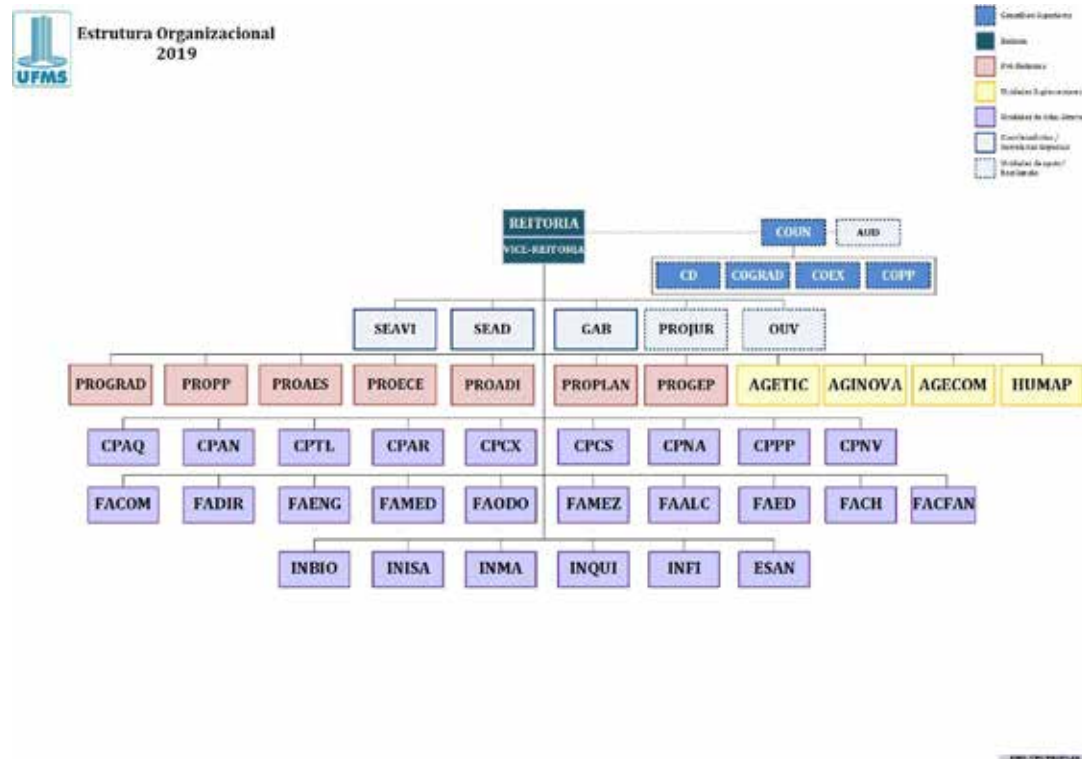 UFMS
Estrutura Organizacional
2019
Reitoria
REITORIA
VICE-REITORIA
COUN
AUD
CD
COGRAD
COEX
COPP
SEAVI
SEAD
GAB
PROJUR
OUV
PROGRAD
PROPP
PROAES
PROECE
PROADI
PROPLAN
PROGEP
AGETIC
AGINOVA
AGECOM
HUMAP
CPAQ
CPAN
CPTL
CPAR
CPCX
CPCS
CPNA
CPPP
CPNV
FACOM
FADIR
FAENG
FAMED
FAODO
FAMEZ
FAALC
FAED
FACH
FACFAN
INBIO
INISA
INMA
INQUI
INFI
ESAN